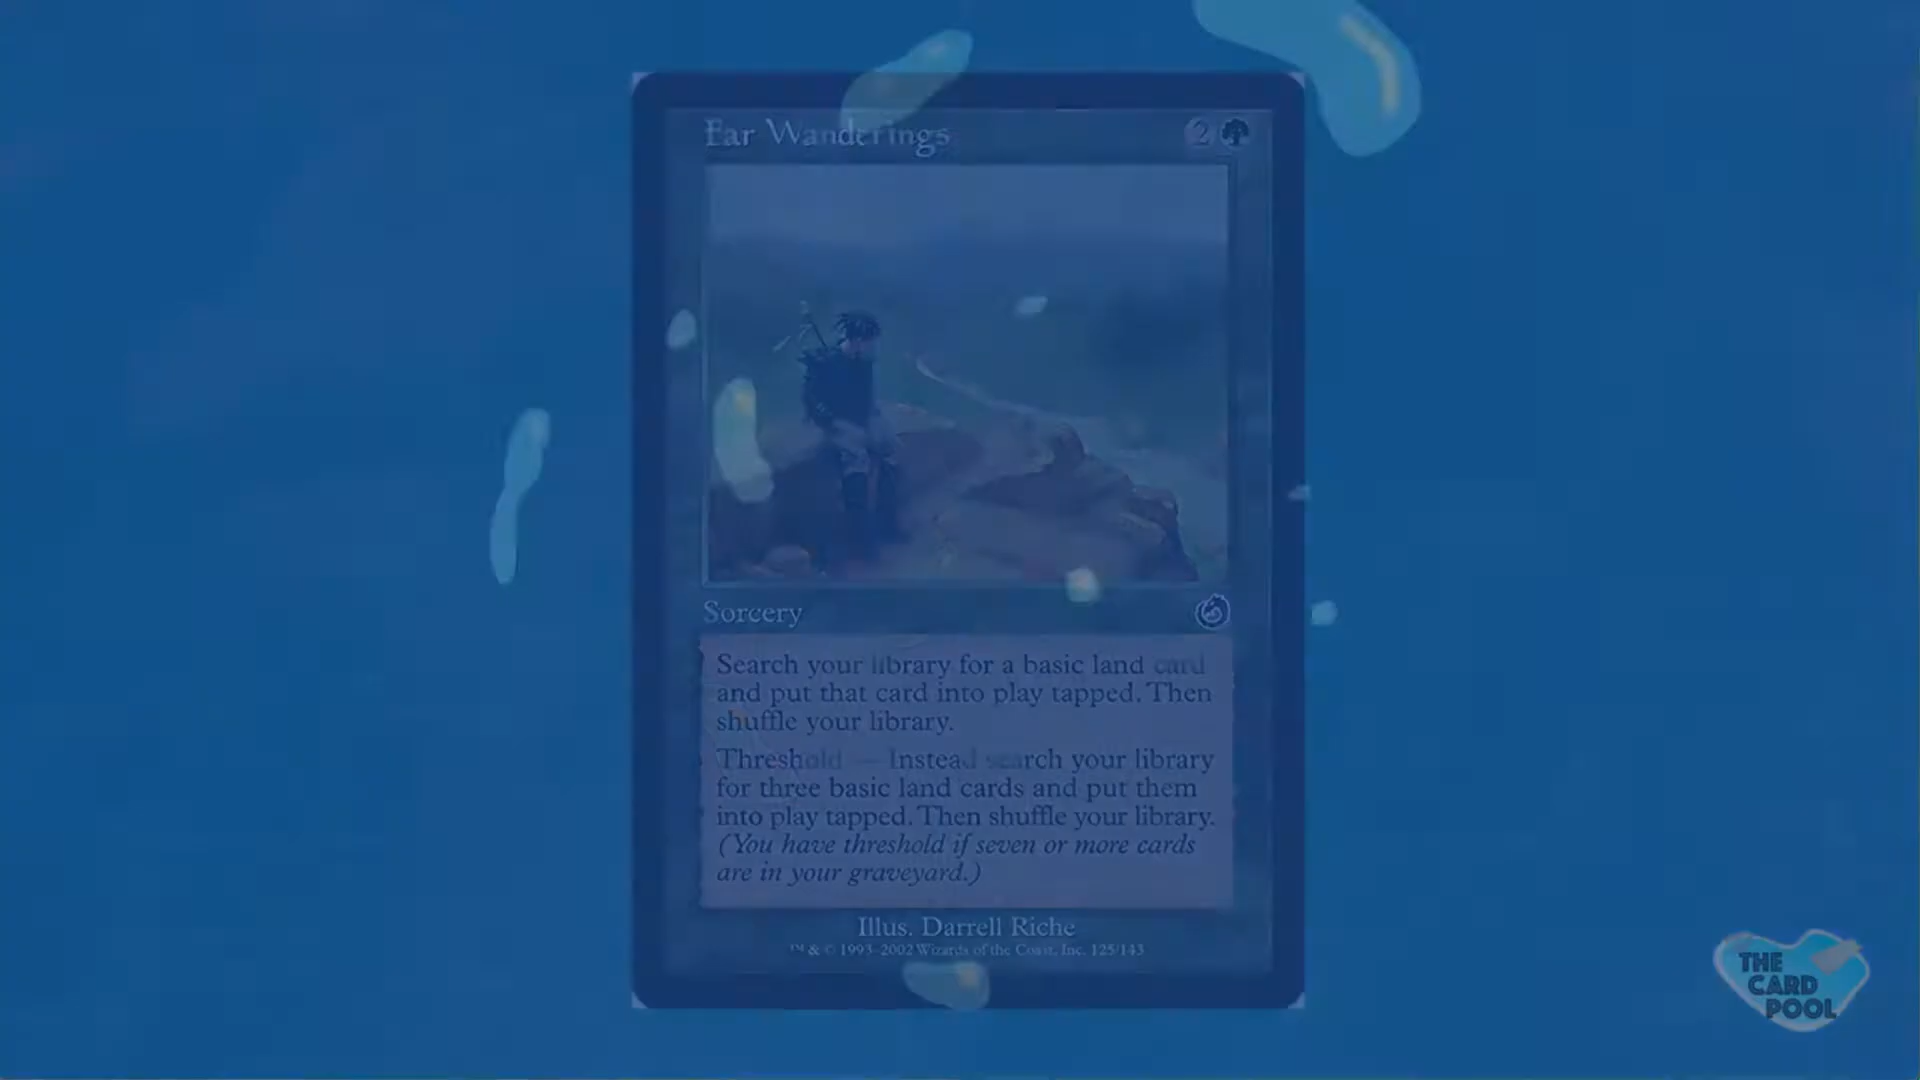 Far Wanderings
2
Sorcery
Search your library for a basic land card
and put that card into play tapped. Then
shuffle your library.
Threshold — Instead search your library
for three basic land cards and put them
into play tapped. Then shuffle your library.
(You have threshold if seven or more cards
are in your graveyard.)
Illus. Darrell Riche
™ & © 1993-2002 Wizards of the Coast, Inc. 125/143
THE
CARD
POOL